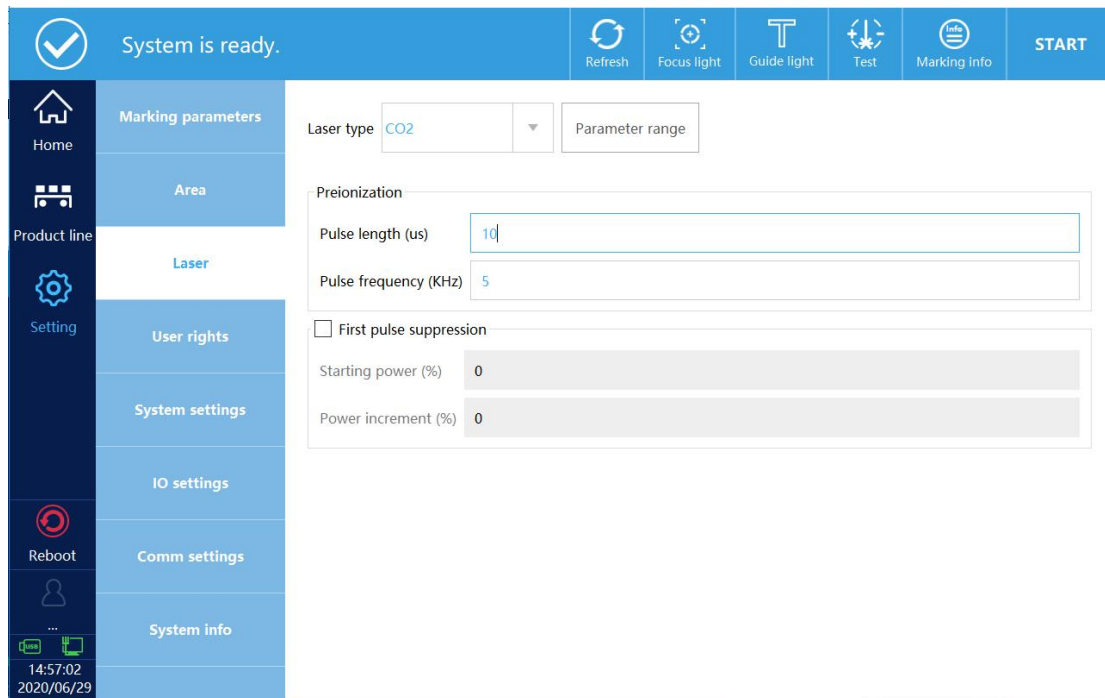 System is ready.
Refresh
Focus light
Guide light
Test
Info
Marking info
START
Home
Product line
Setting
Reboot
...
USB
14:57:02
2020/06/29
Marking parameters
Area
Laser
User rights
System settings
IO settings
Comm settings
System info
Laser type CO2 Parameter range
Preionization
Pulse length (us) 10
Pulse frequency (KHz) 5
First pulse suppression
Starting power (%) 0
Power increment (%) 0